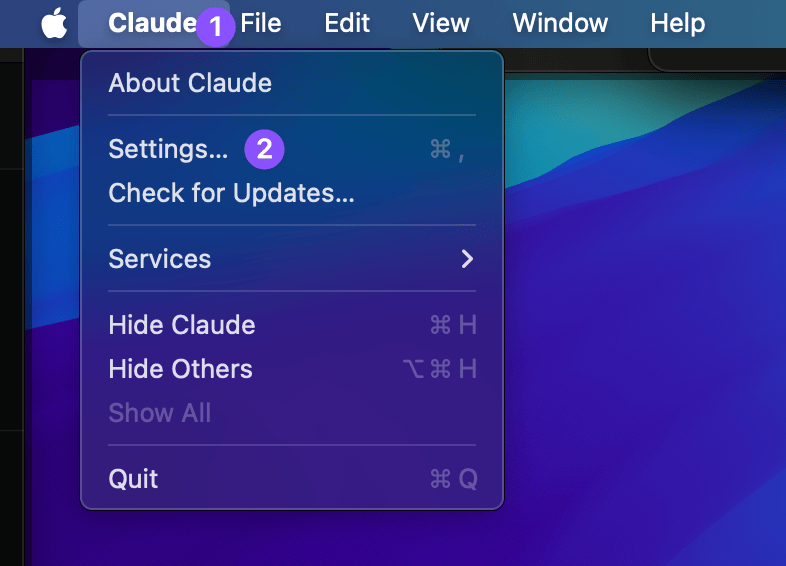 Claude 1 File Edit View Window Help
About Claude
Settings... 2 ⌘ ,
Check for Updates...
Services
Hide Claude ⌘ H
Hide Others ⌥ ⌘ H
Show All
Quit ⌘ Q